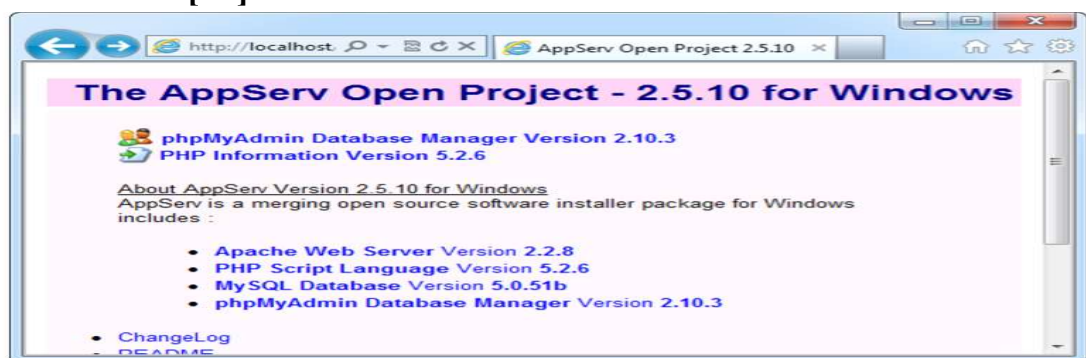 http://localhost
AppServ Open Project 2.5.10
The AppServ Open Project - 2.5.10 for Windows
phpMyAdmin Database Manager Version 2.10.3
PHP Information Version 5.2.6
About AppServ Version 2.5.10 for Windows
AppServ is a merging open source software installer package for Windows
includes :
• Apache Web Server Version 2.2.8
• PHP Script Language Version 5.2.6
• MySQL Database Version 5.0.51b
• phpMyAdmin Database Manager Version 2.10.3
• ChangeLog
• README